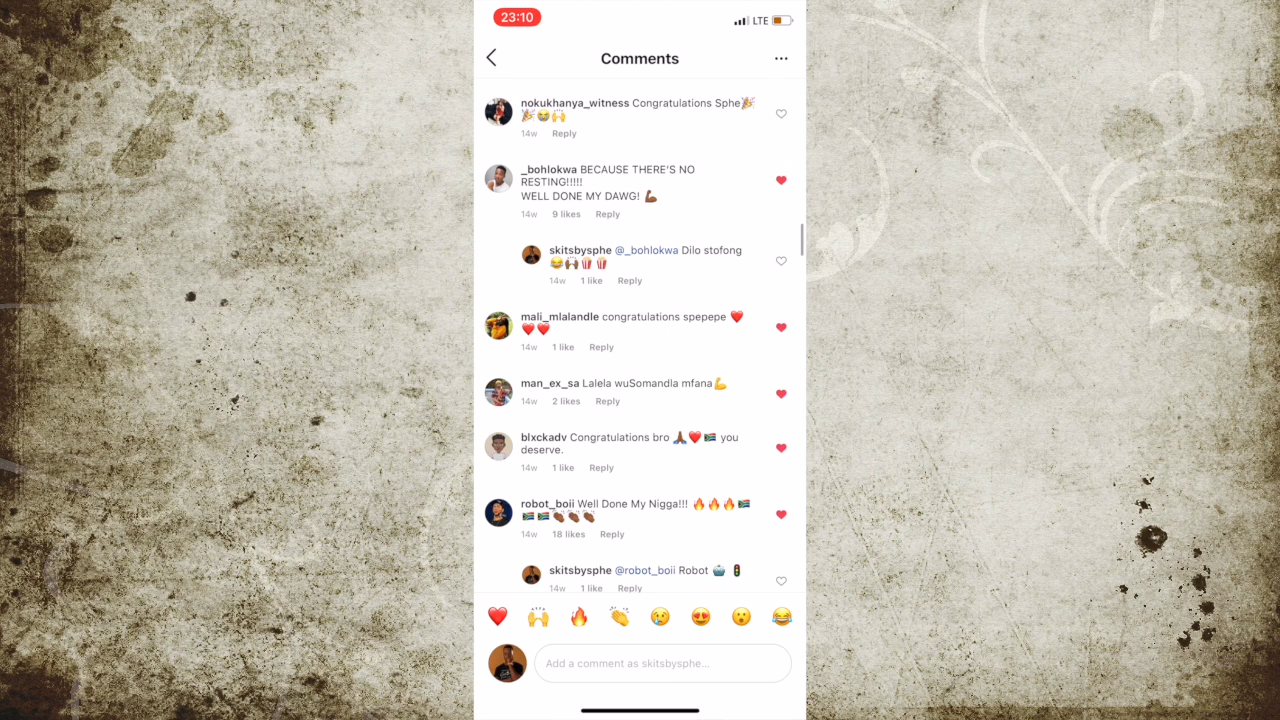 23:10
LTE
Comments
nokukhanya_witness Congratulations Sphe🎉
🎉😭🙌
14w Reply
_bohlokwa BECAUSE THERE'S NO
RESTING!!!!!
WELL DONE MY DAWG! 💪🏾
14w 9 likes Reply
skitsbysphe @_bohlokwa Dilo stofong
😂🙌🏾🍿🍿
14w 1 like Reply
mali_mlalandle congratulations spepepe ❤️
❤️❤️
14w 1 like Reply
man_ex_sa Lalela wuSomandla mfana💪
14w 2 likes Reply
blxckadv Congratulations bro 🙏🏾❤️🇿🇦 you
deserve.
14w 1 like Reply
robot_boii Well Done My Nigga!!! 🔥🔥🔥🇿🇦
🇿🇦🇿🇦👏🏾👏🏾👏🏾
14w 18 likes Reply
skitsbysphe @robot_boii Robot 🤖 🚦
14w 1 like Reply
❤️🙌🔥👏😢😍😮😂
Add a comment as skitsbysphe...